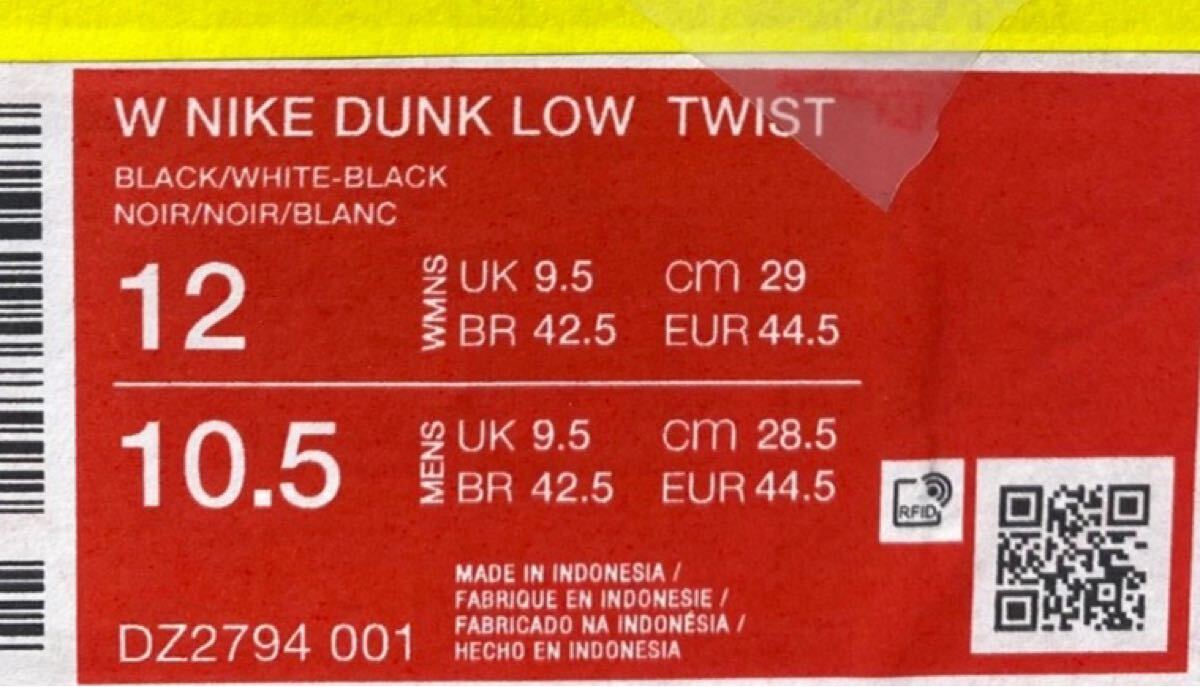 W NIKE DUNK LOW TWIST
BLACK/WHITE-BLACK
NOIR/NOIR/BLANC
12 WMNS UK 9.5 cm 29
BR 42.5 EUR 44.5
10.5 MENS UK 9.5 cm 28.5
BR 42.5 EUR 44.5
RFID
MADE IN INDONESIA /
FABRIQUE EN INDONESIE /
FABRICADO NA INDONÉSIA /
HECHO EN INDONESIA
DZ2794 001